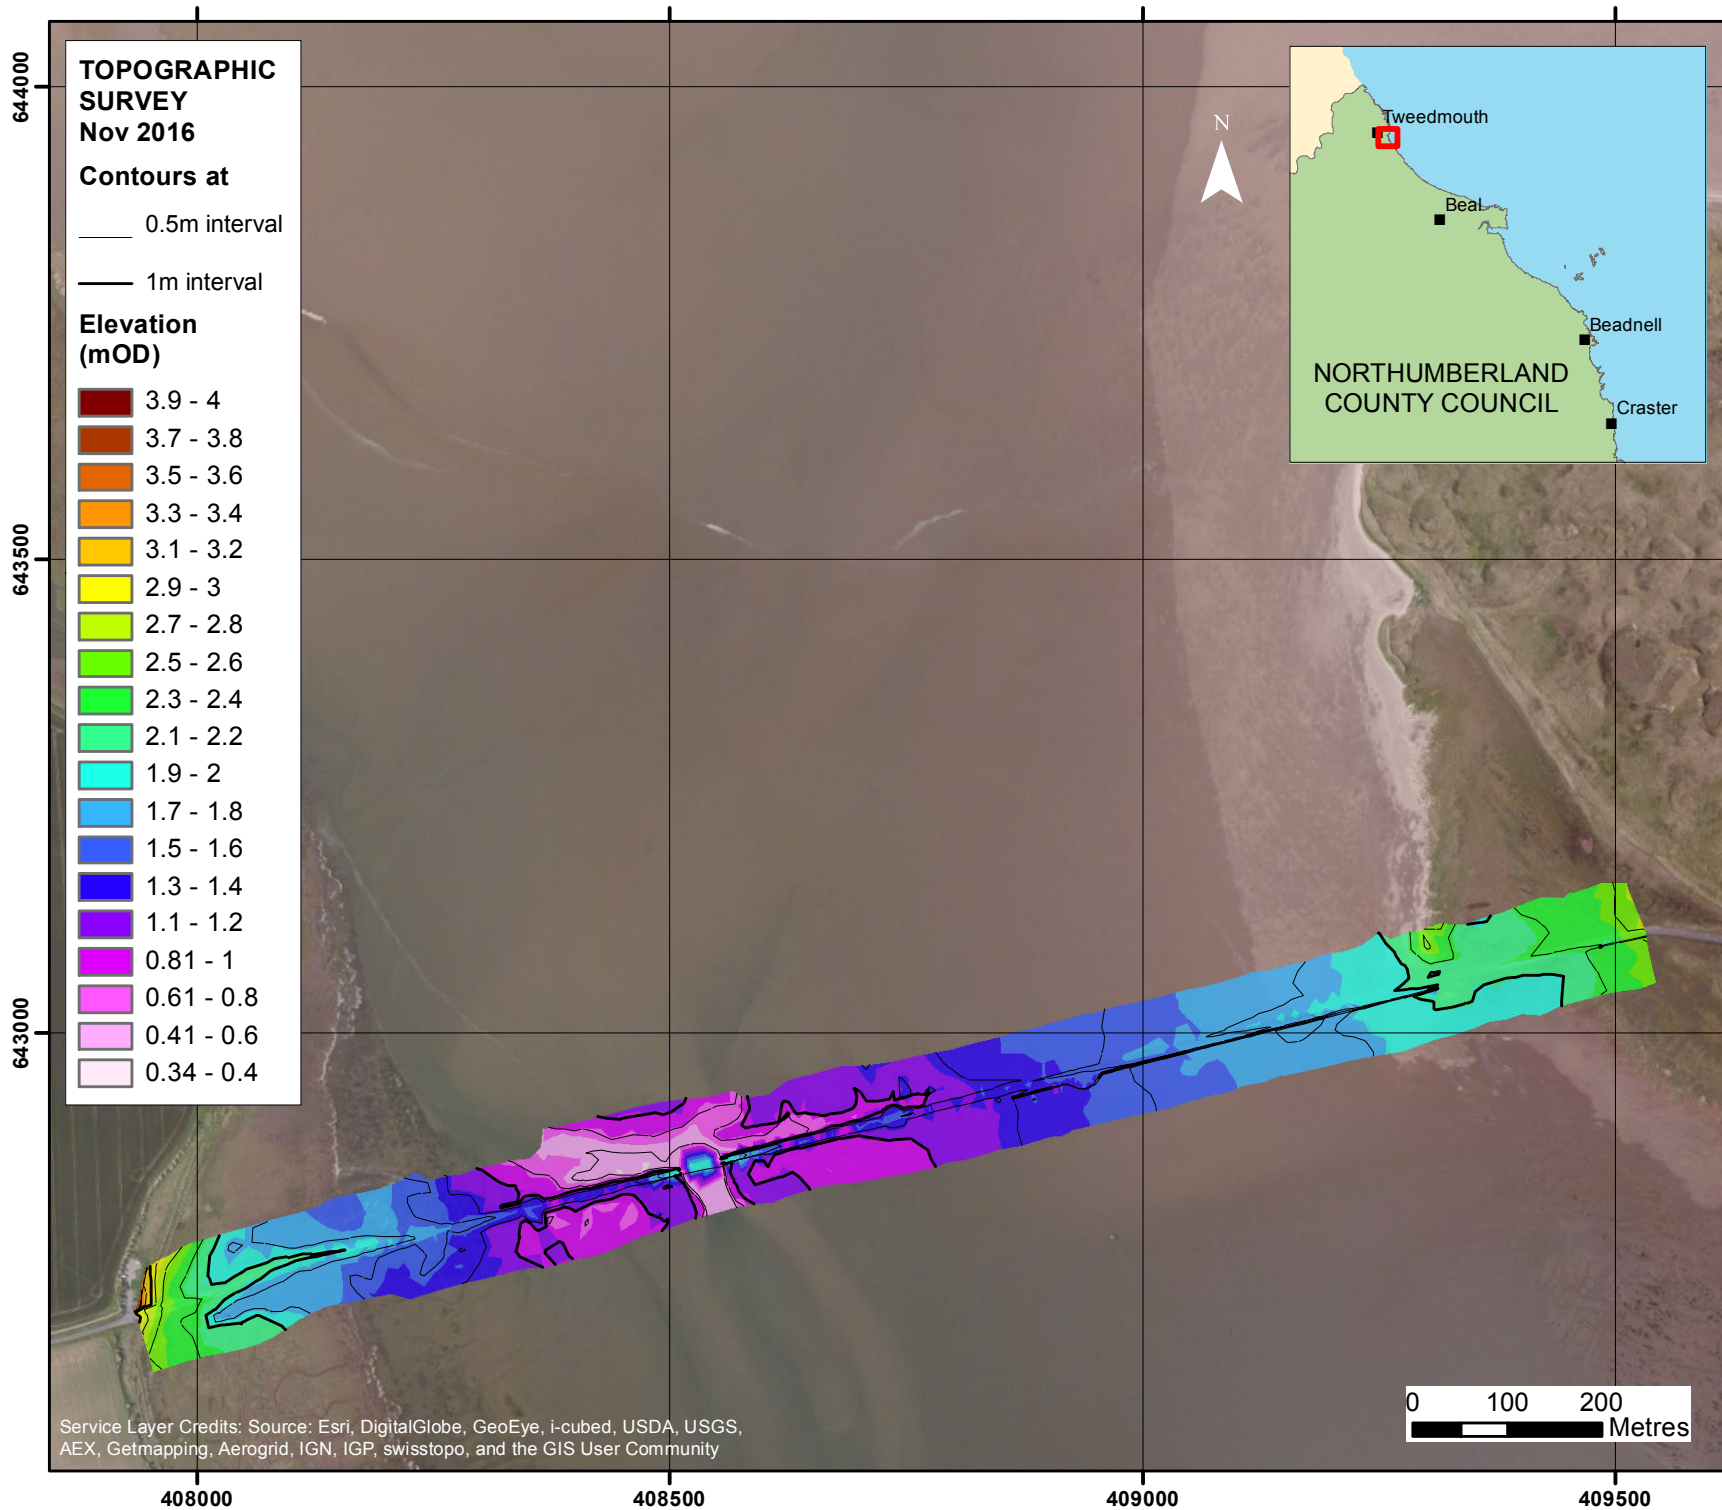 TOPOGRAPHIC
SURVEY
Nov 2016
Contours at
0.5m interval
1m interval
Elevation
(mOD)
3.9 - 4
3.7 - 3.8
3.5 - 3.6
3.3 - 3.4
3.1 - 3.2
2.9 - 3
2.7 - 2.8
2.5 - 2.6
2.3 - 2.4
2.1 - 2.2
1.9 - 2
1.7 - 1.8
1.5 - 1.6
1.3 - 1.4
1.1 - 1.2
0.81 - 1
0.61 - 0.8
0.41 - 0.6
0.34 - 0.4
N
Tweedmouth
Beal
Beadnell
NORTHUMBERLAND
COUNTY COUNCIL
Craster
644000
643500
643000
0 100 200
Metres
Service Layer Credits: Source: Esri, DigitalGlobe, GeoEye, i-cubed, USDA, USGS,
AEX, Getmapping, Aerogrid, IGN, IGP, swisstopo, and the GIS User Community
408000 408500 409000 409500